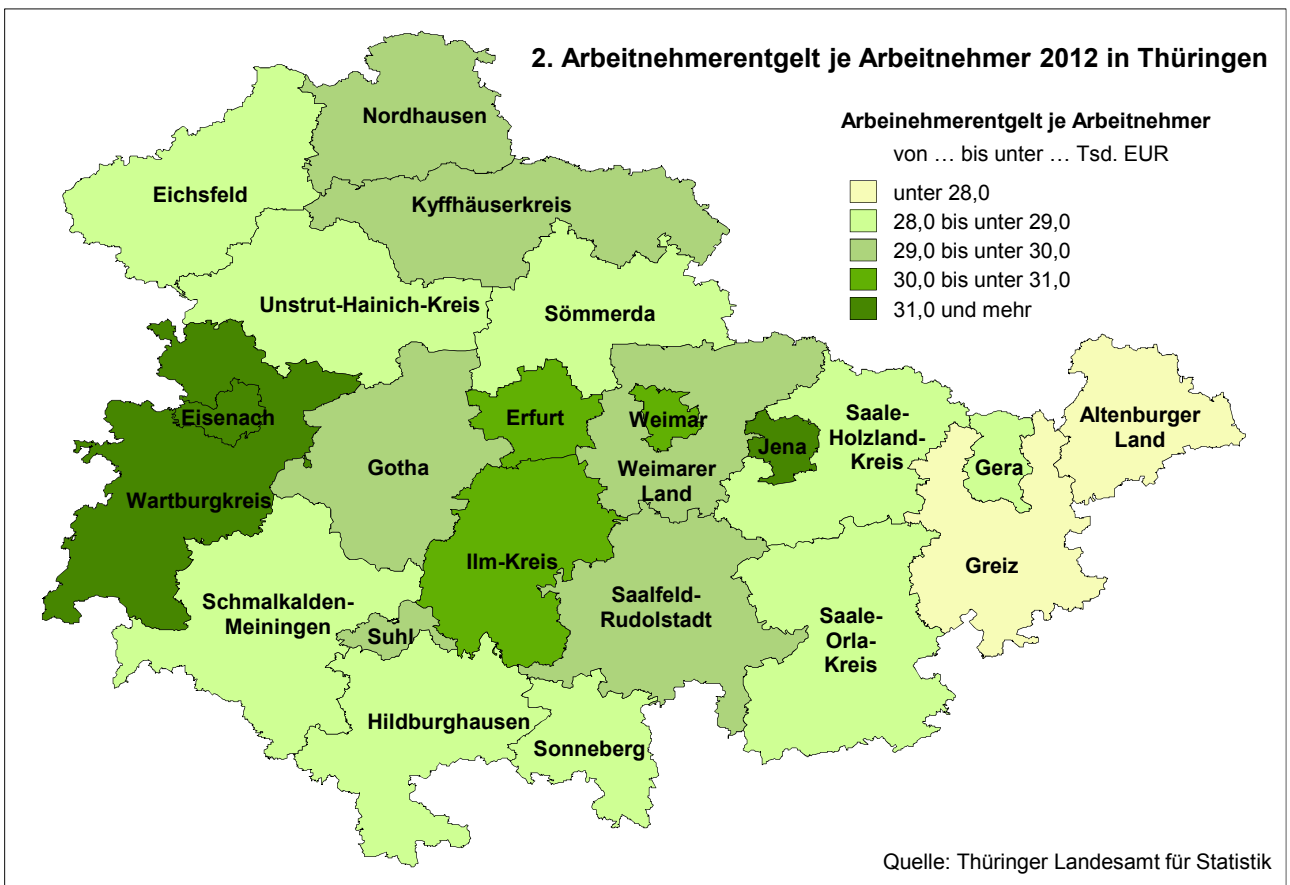 2. Arbeitnehmerentgelt je Arbeitnehmer 2012 in Thüringen
Arbeinehmerentgelt je Arbeitnehmer
von … bis unter … Tsd. EUR
unter 28,0
28,0 bis unter 29,0
29,0 bis unter 30,0
30,0 bis unter 31,0
31,0 und mehr
Nordhausen
Eichsfeld
Kyffhäuserkreis
Unstrut-Hainich-Kreis
Sömmerda
Eisenach
Erfurt
Weimar
Jena
Saale-
Holzland-
Kreis
Altenburger
Land
Gotha
Weimarer
Land
Gera
Wartburgkreis
Ilm-Kreis
Greiz
Schmalkalden-
Meiningen
Suhl
Saalfeld-
Rudolstadt
Saale-
Orla-
Kreis
Hildburghausen
Sonneberg
Quelle: Thüringer Landesamt für Statistik